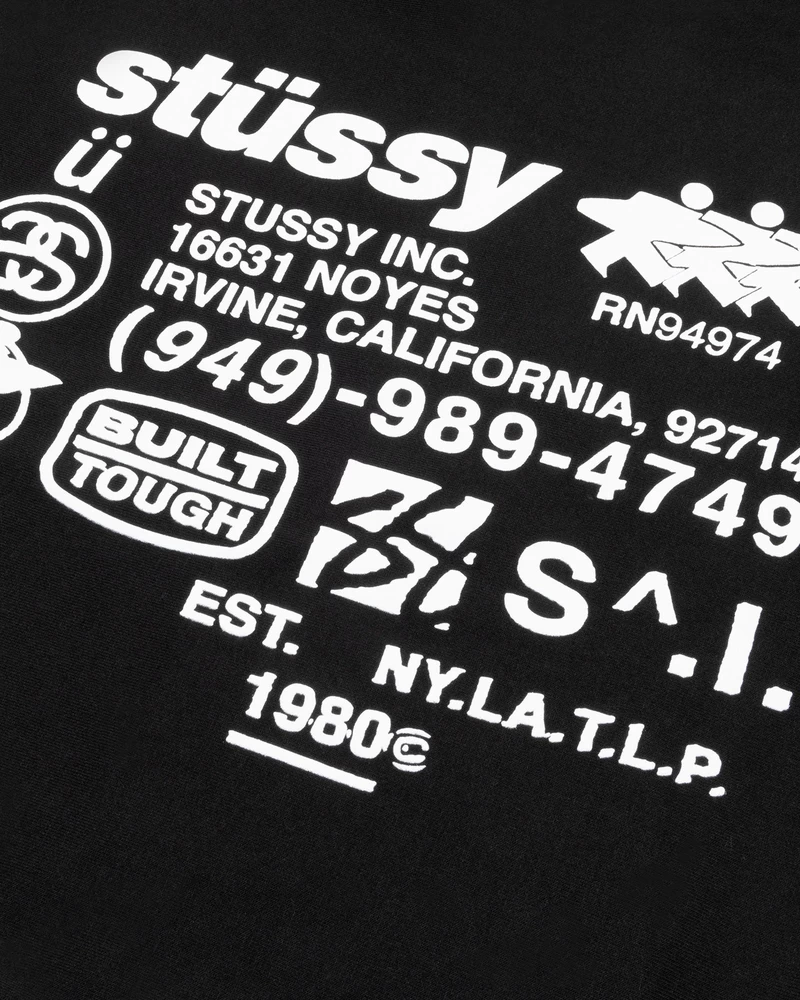 stüssy
ü
STUSSY INC.
16631 NOYES
IRVINE, CALIFORNIA, 92714
(949)-989-4749
RN94974
BUILT
TOUGH
S^.I.
EST.
1980©
NY.LA.T.L.P.